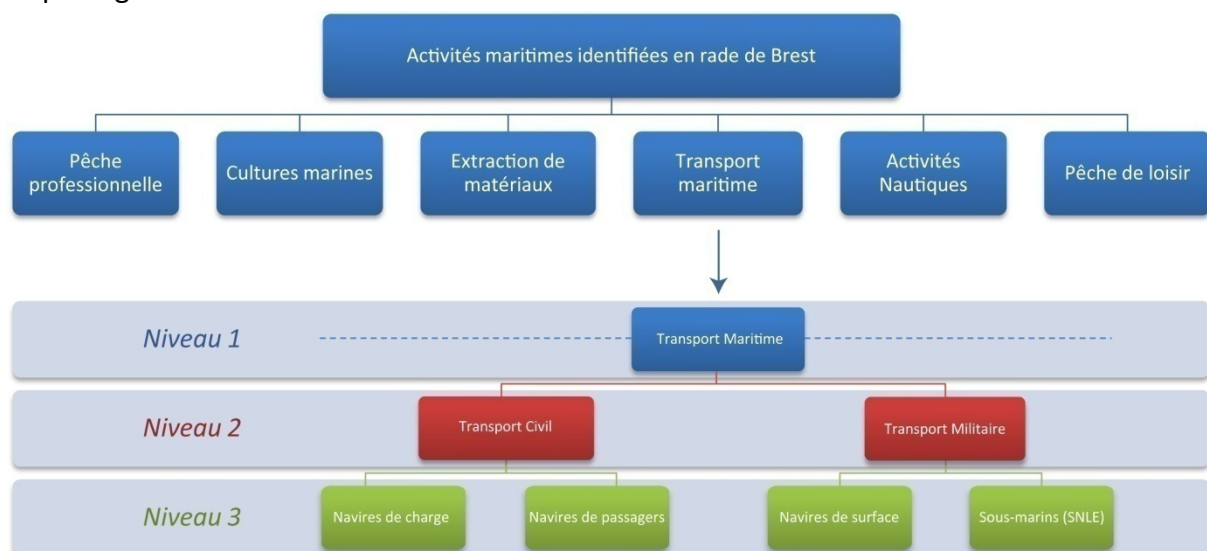 Activités maritimes identifiées en rade de Brest
Pêche
professionnelle
Cultures marines
Extraction de
matériaux
Transport
maritime
Activités
Nautiques
Pêche de loisir
Niveau 1
Transport Maritime
Niveau 2
Transport Civil
Transport Militaire
Niveau 3
Navires de charge
Navires de passagers
Navires de surface
Sous-marins (SNLE)